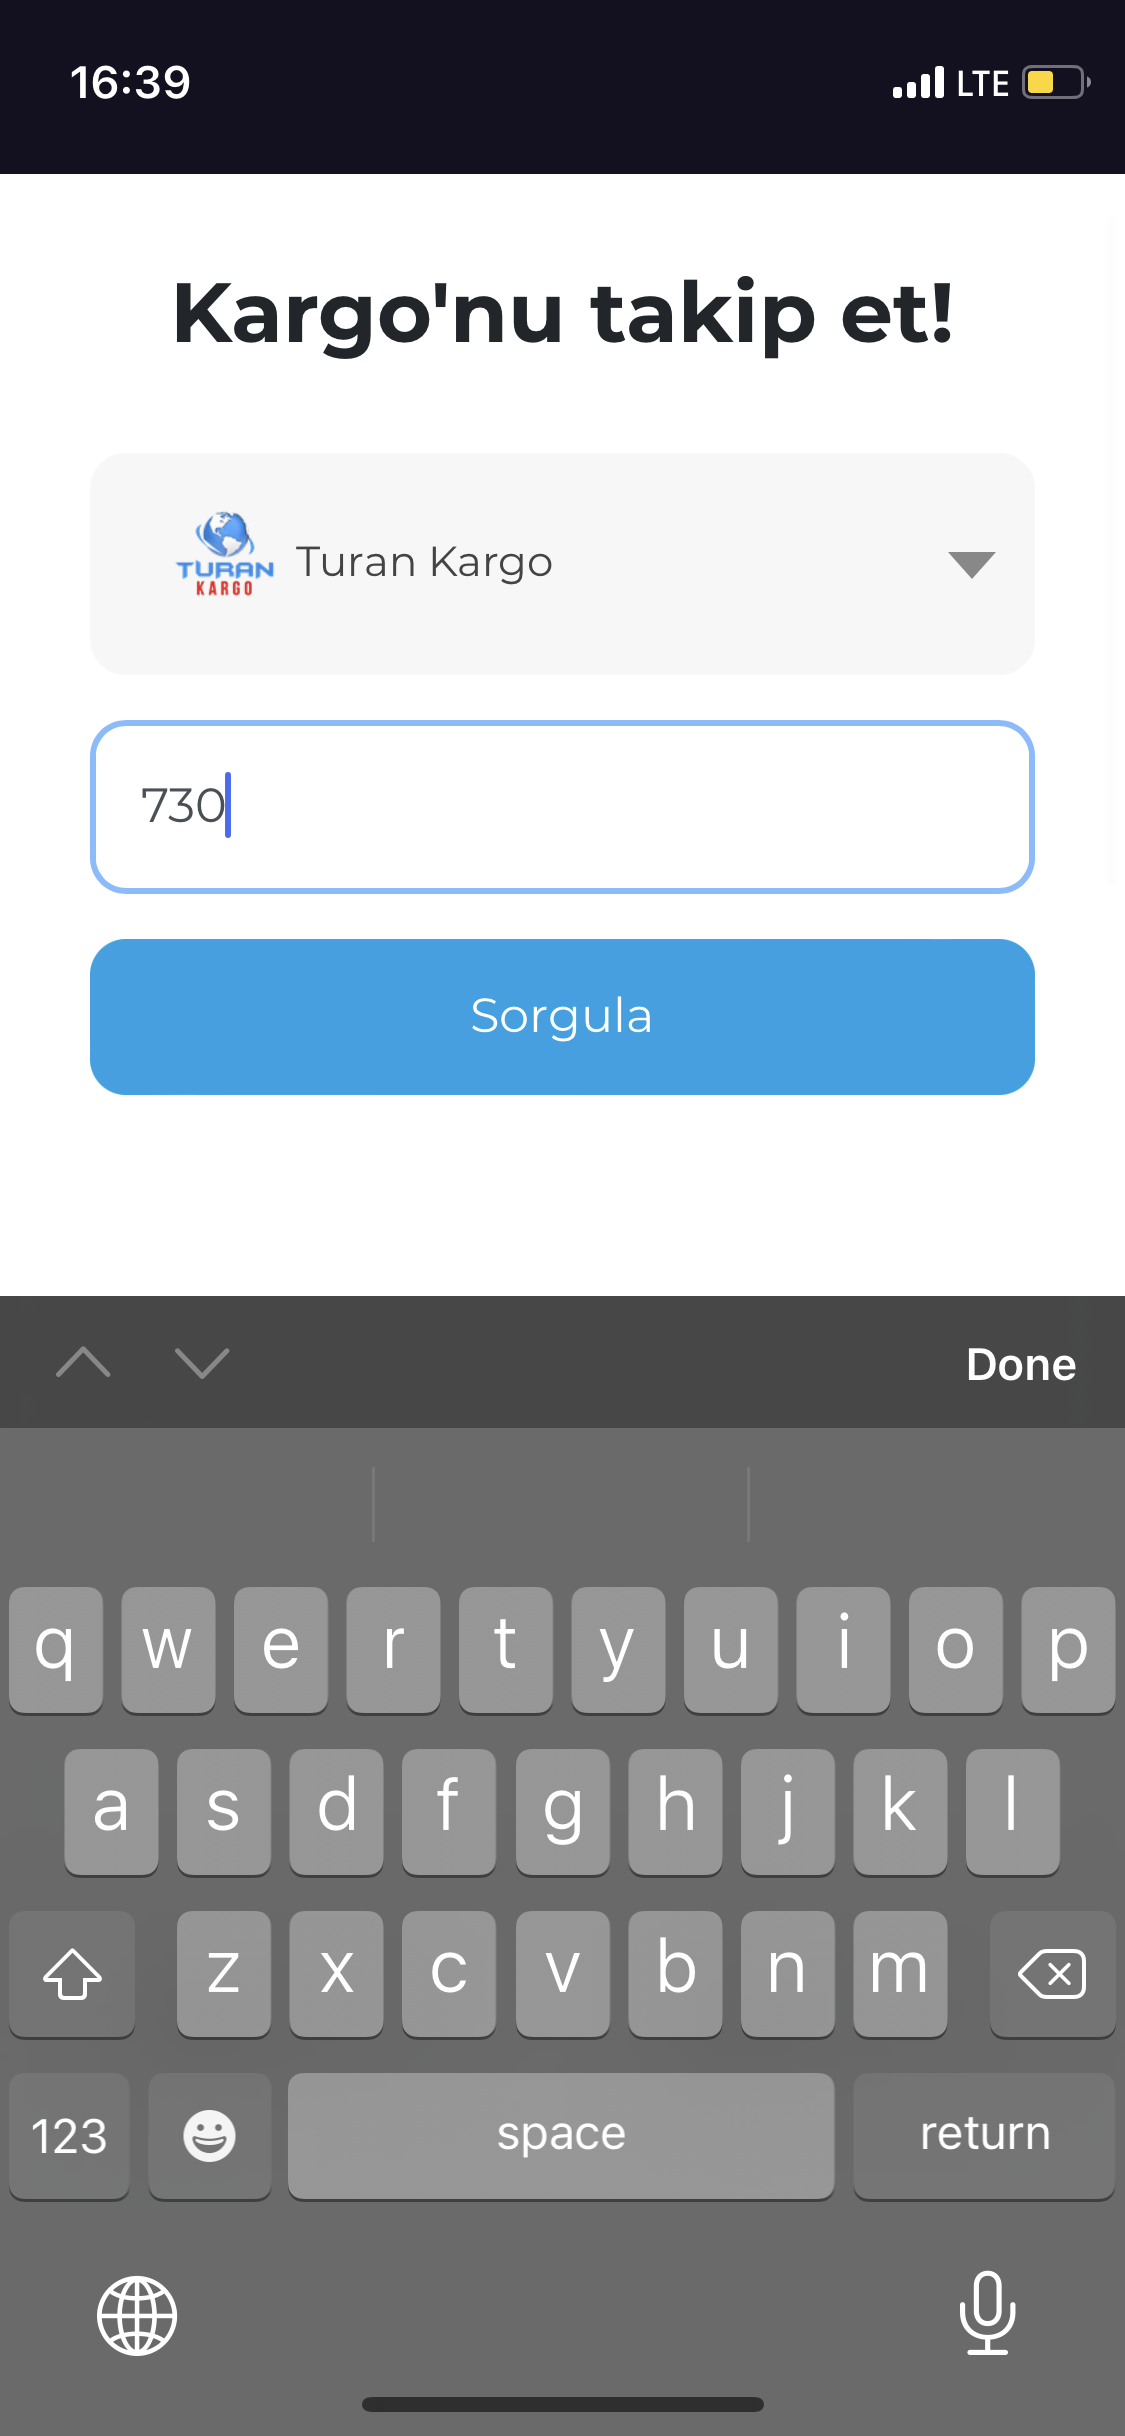 16:39
LTE
Kargo'nu takip et!
TURAN
KARGO
Turan Kargo
730
Sorgula
Done
q w e r t y u i o p
a s d f g h j k l
z x c v b n m
123
space
return